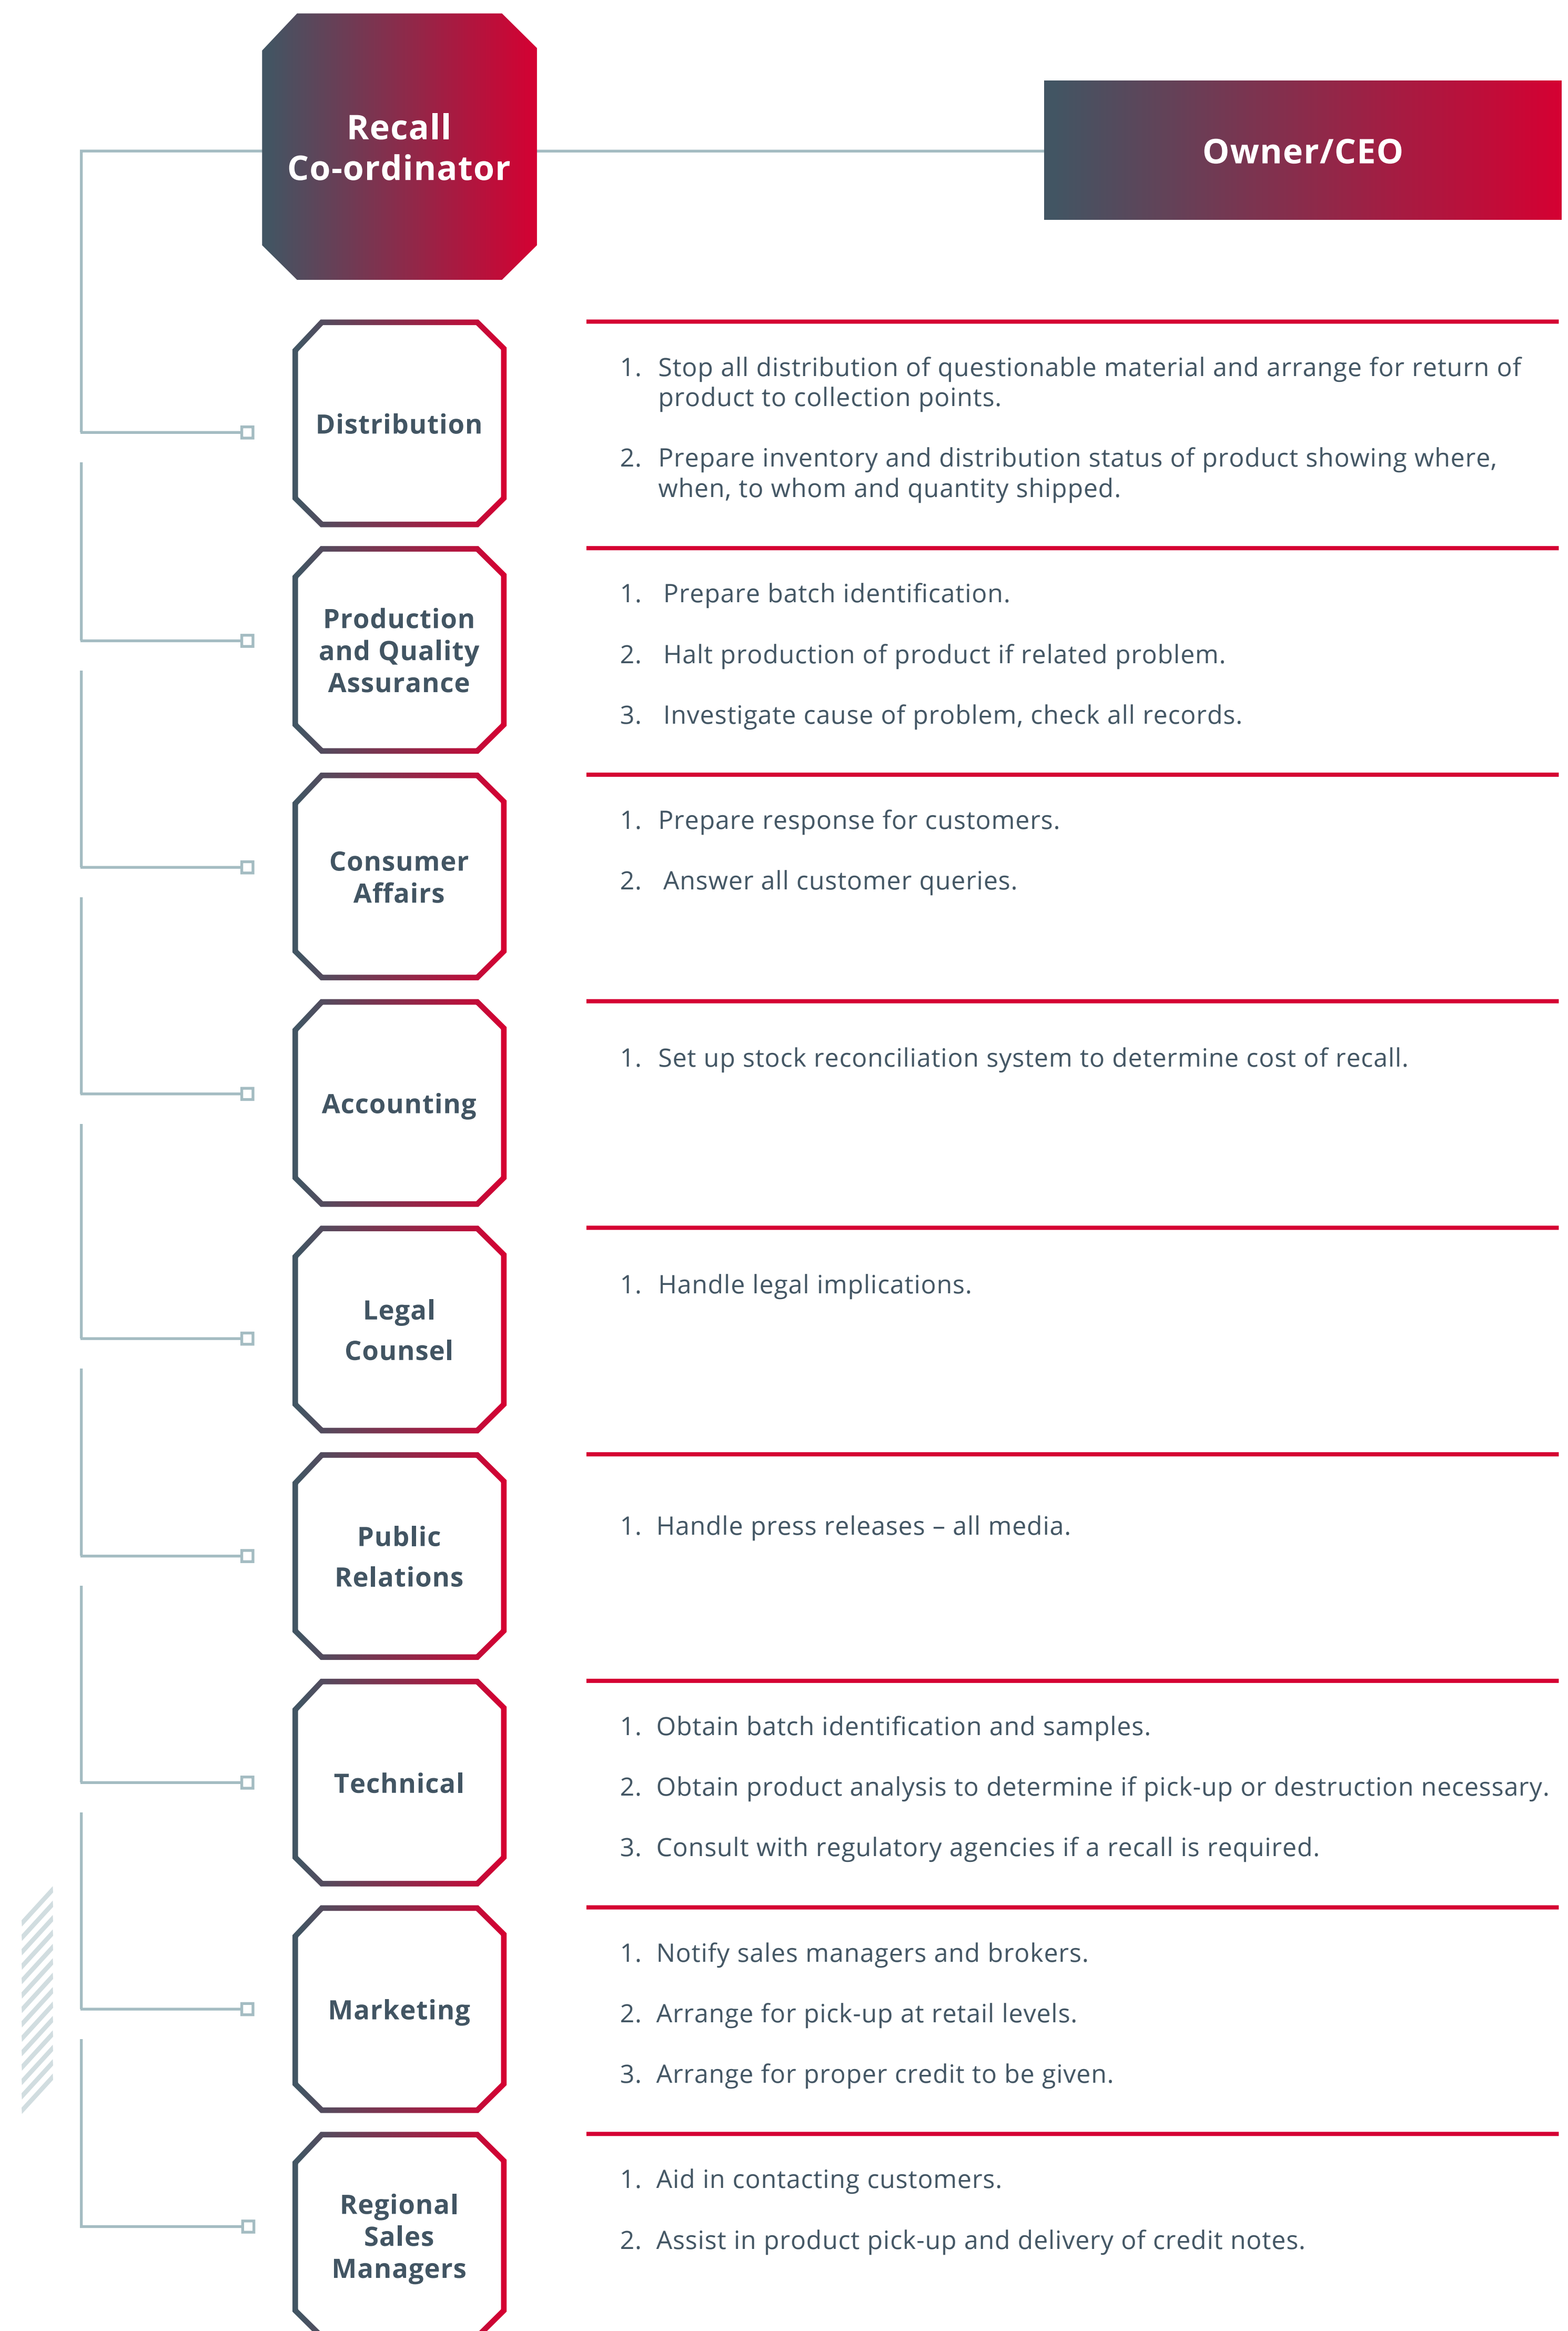 Recall
Co-ordinator
Owner/CEO
Distribution
1. Stop all distribution of questionable material and arrange for return of
product to collection points.
2. Prepare inventory and distribution status of product showing where,
when, to whom and quantity shipped.
Production
and Quality
Assurance
1. Prepare batch identification.
2. Halt production of product if related problem.
3. Investigate cause of problem, check all records.
Consumer
Affairs
1. Prepare response for customers.
2. Answer all customer queries.
Accounting
1. Set up stock reconciliation system to determine cost of recall.
Legal
Counsel
1. Handle legal implications.
Public
Relations
1. Handle press releases – all media.
Technical
1. Obtain batch identification and samples.
2. Obtain product analysis to determine if pick-up or destruction necessary.
3. Consult with regulatory agencies if a recall is required.
Marketing
1. Notify sales managers and brokers.
2. Arrange for pick-up at retail levels.
3. Arrange for proper credit to be given.
Regional
Sales
Managers
1. Aid in contacting customers.
2. Assist in product pick-up and delivery of credit notes.